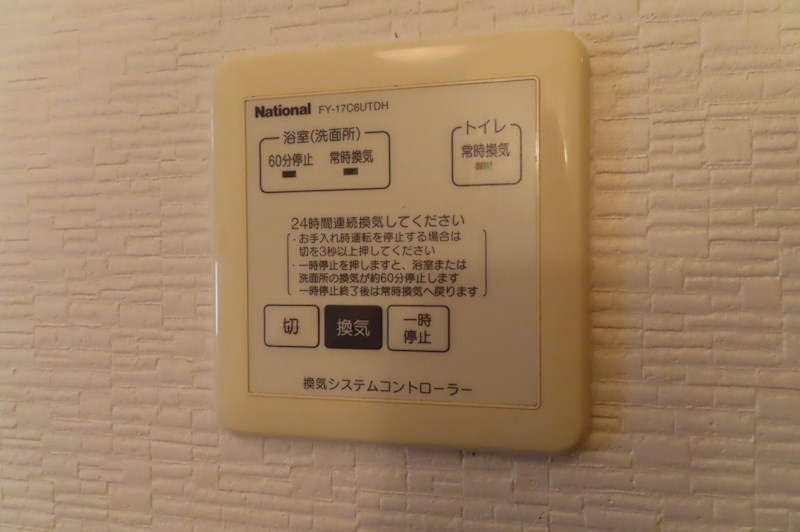 National FY-17C6UTDH
浴室(洗面所)
60分停止 常時換気
トイレ
常時換気
24時間連続換気してください
・お手入れ時運転を停止する場合は
切を3秒以上押してください
・一時停止を押しますと、浴室または
洗面所の換気が約60分停止します
一時停止終了後は常時換気へ戻ります
切 換気 一時
停止
換気システムコントローラー